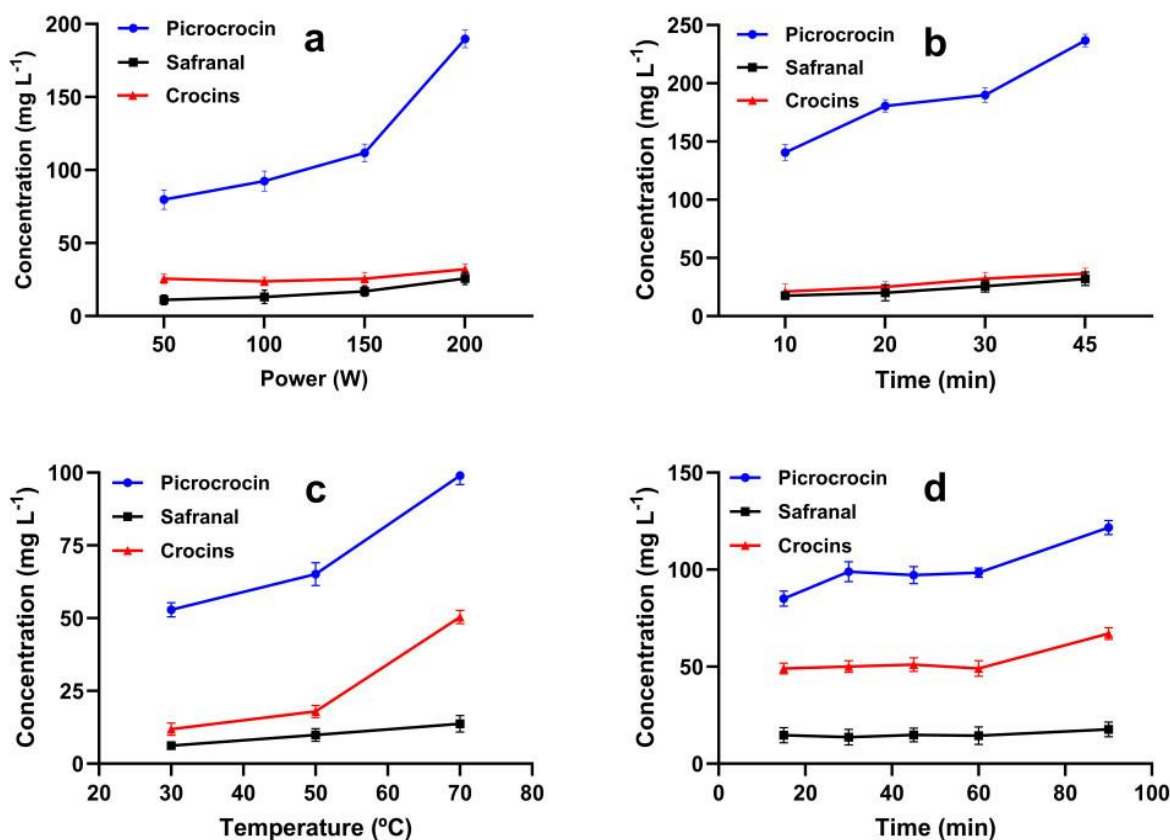 a
Picrocrocin
Safranal
Crocins
Concentration (mg L-1)
200
150
100
50
0
50 100 150 200
Power (W)
b
Picrocrocin
Safranal
Crocins
Concentration (mg L-1)
250
200
150
100
50
0
10 20 30 45
Time (min)
c
Picrocrocin
Safranal
Crocins
Concentration (mg L-1)
100
75
50
25
0
20 30 40 50 60 70 80
Temperature (ºC)
d
Picrocrocin
Safranal
Crocins
Concentration (mg L-1)
150
100
50
0
0 20 40 60 80 100
Time (min)